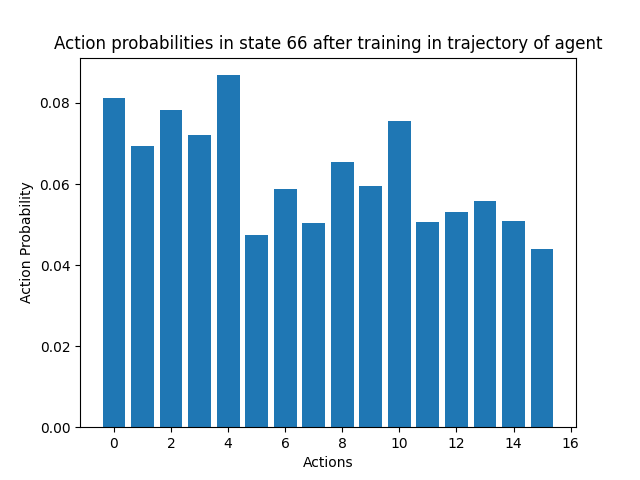 Action probabilities in state 66 after training in trajectory of agent
Action Probability
0.08
0.06
0.04
0.02
0.00
0 2 4 6 8 10 12 14 16
Actions